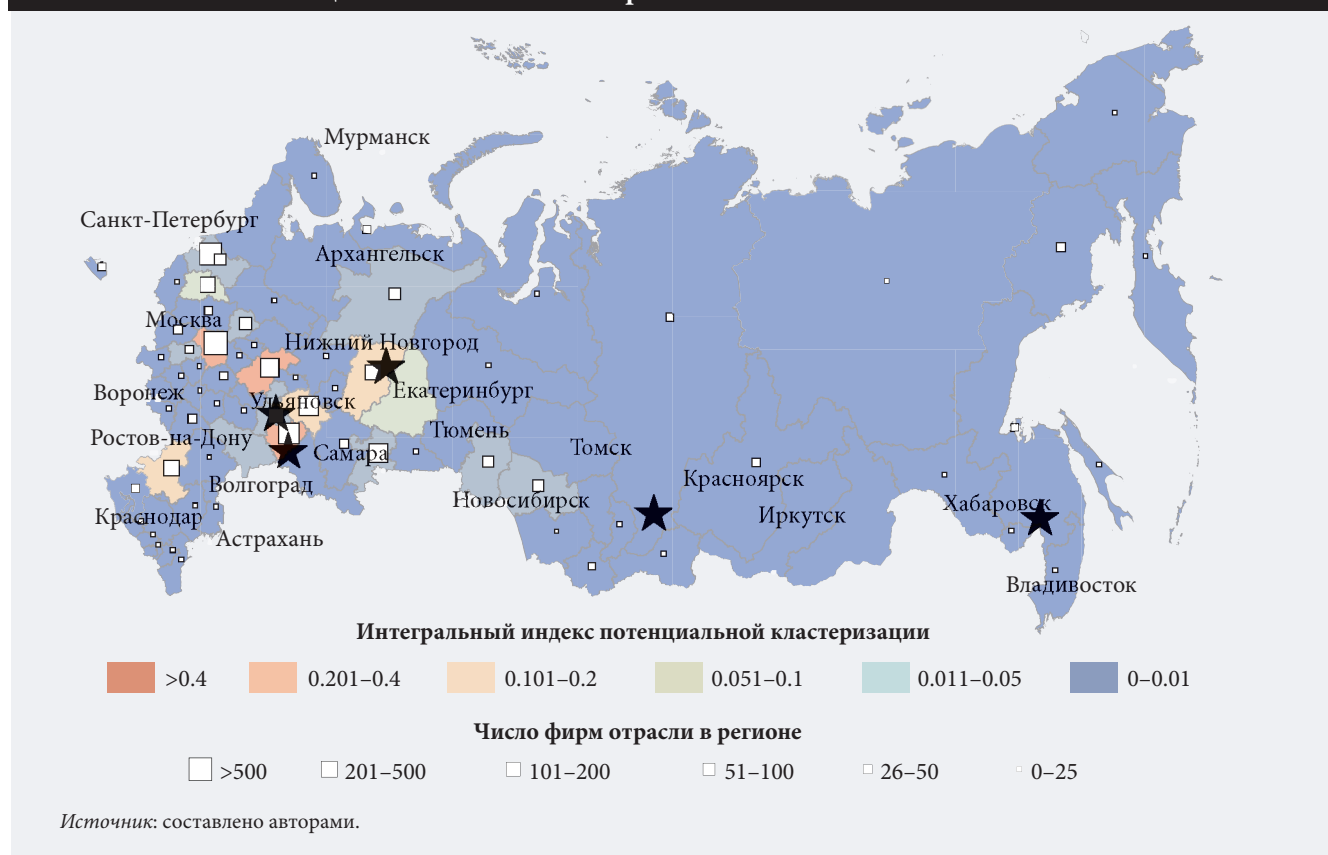 Мурманск
Санкт-Петербург
Архангельск
Москва
Нижний Новгород
Екатеринбург
Воронеж
Ульяновск
Ростов-на-Дону
Тюмень
Самара
Томск
Волгоград
Красноярск
Новосибирск
Хабаровск
Краснодар
Иркутск
Астрахань
Владивосток
Интегральный индекс потенциальной кластеризации
>0.4 0.201–0.4 0.101–0.2 0.051–0.1 0.011–0.05 0–0.01
Число фирм отрасли в регионе
>500 201–500 101–200 51–100 26–50 0–25
Источник: составлено авторами.